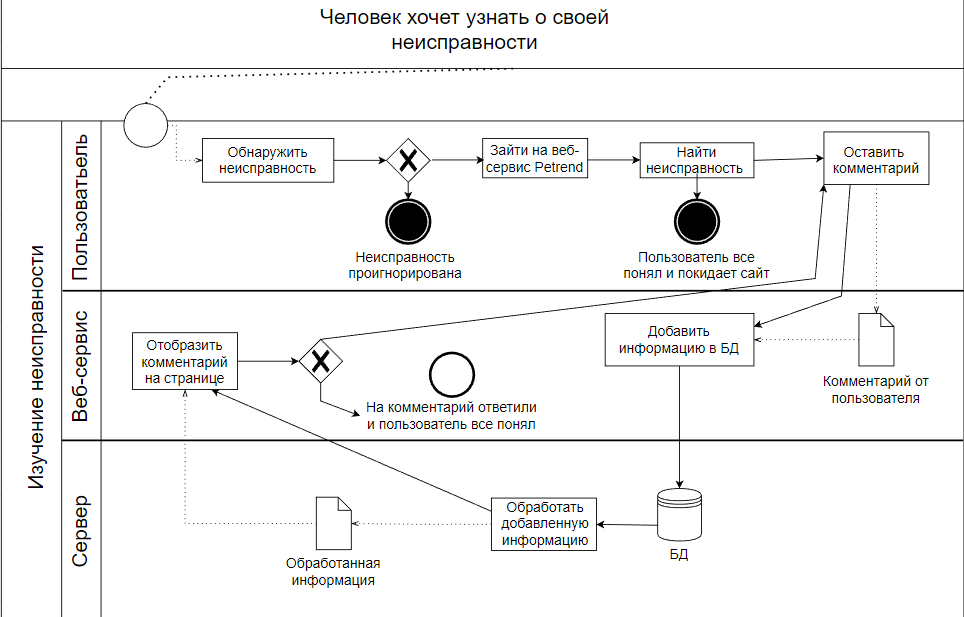 Человек хочет узнать о своей
неисправности
Изучение неисправности
Пользователь
Обнаружить
неисправность
Зайти на веб-
сервис Petrend
Найти
неисправность
Оставить
комментарий
Неисправность
проигнорирована
Пользователь все
понял и покидает сайт
Веб-сервис
Отобразить
комментарий
на странице
На комментарий ответили
и пользователь все понял
Добавить
информацию в БД
Комментарий от
пользователя
Сервер
Обработанная
информация
Обработать
добавленную
информацию
БД